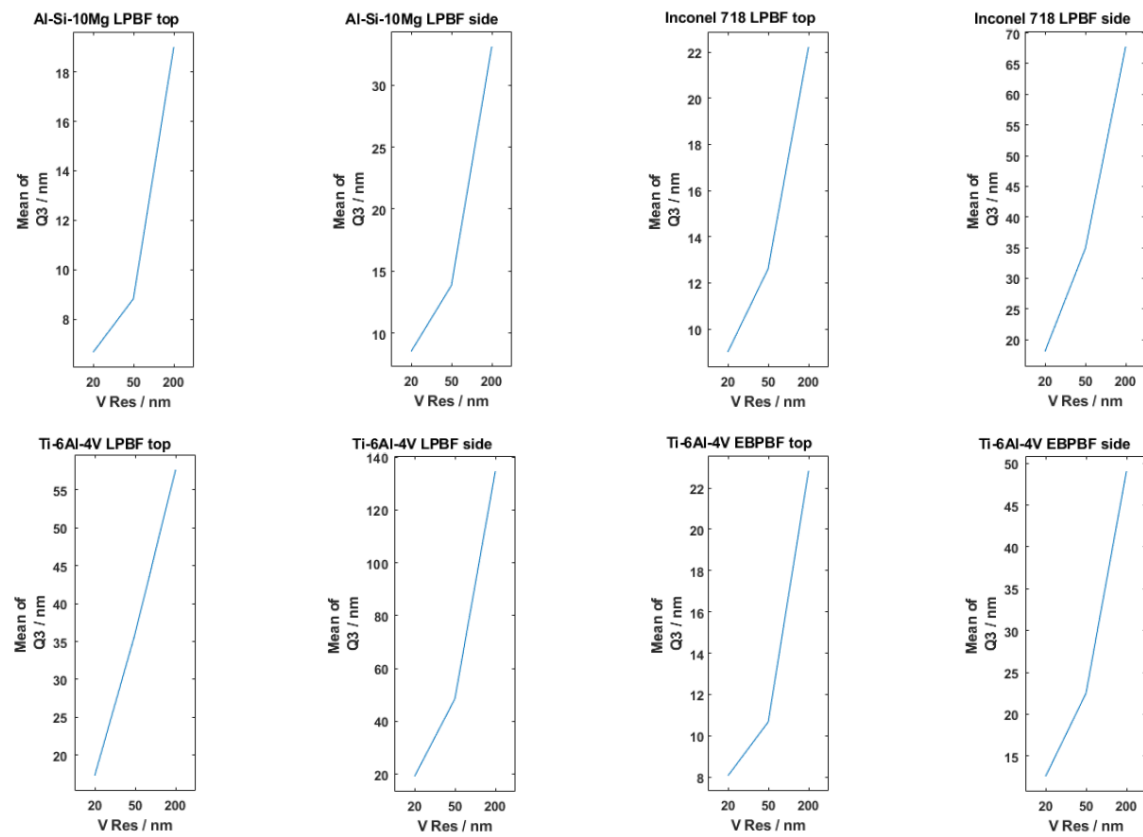 Al-Si-10Mg LPBF top
18
16
14
12
10
8
Mean of
Q3 / nm
20 50 200
V Res / nm
Al-Si-10Mg LPBF side
30
25
20
15
10
Mean of
Q3 / nm
20 50 200
V Res / nm
Inconel 718 LPBF top
22
20
18
16
14
12
10
Mean of
Q3 / nm
20 50 200
V Res / nm
Inconel 718 LPBF side
70
65
60
55
50
45
40
35
30
25
20
Mean of
Q3 / nm
20 50 200
V Res / nm
Ti-6Al-4V LPBF top
55
50
45
40
35
30
25
20
Mean of
Q3 / nm
20 50 200
V Res / nm
Ti-6Al-4V LPBF side
140
120
100
80
60
40
20
Mean of
Q3 / nm
20 50 200
V Res / nm
Ti-6Al-4V EBPBF top
22
20
18
16
14
12
10
8
Mean of
Q3 / nm
20 50 200
V Res / nm
Ti-6Al-4V EBPBF side
50
45
40
35
30
25
20
15
Mean of
Q3 / nm
20 50 200
V Res / nm